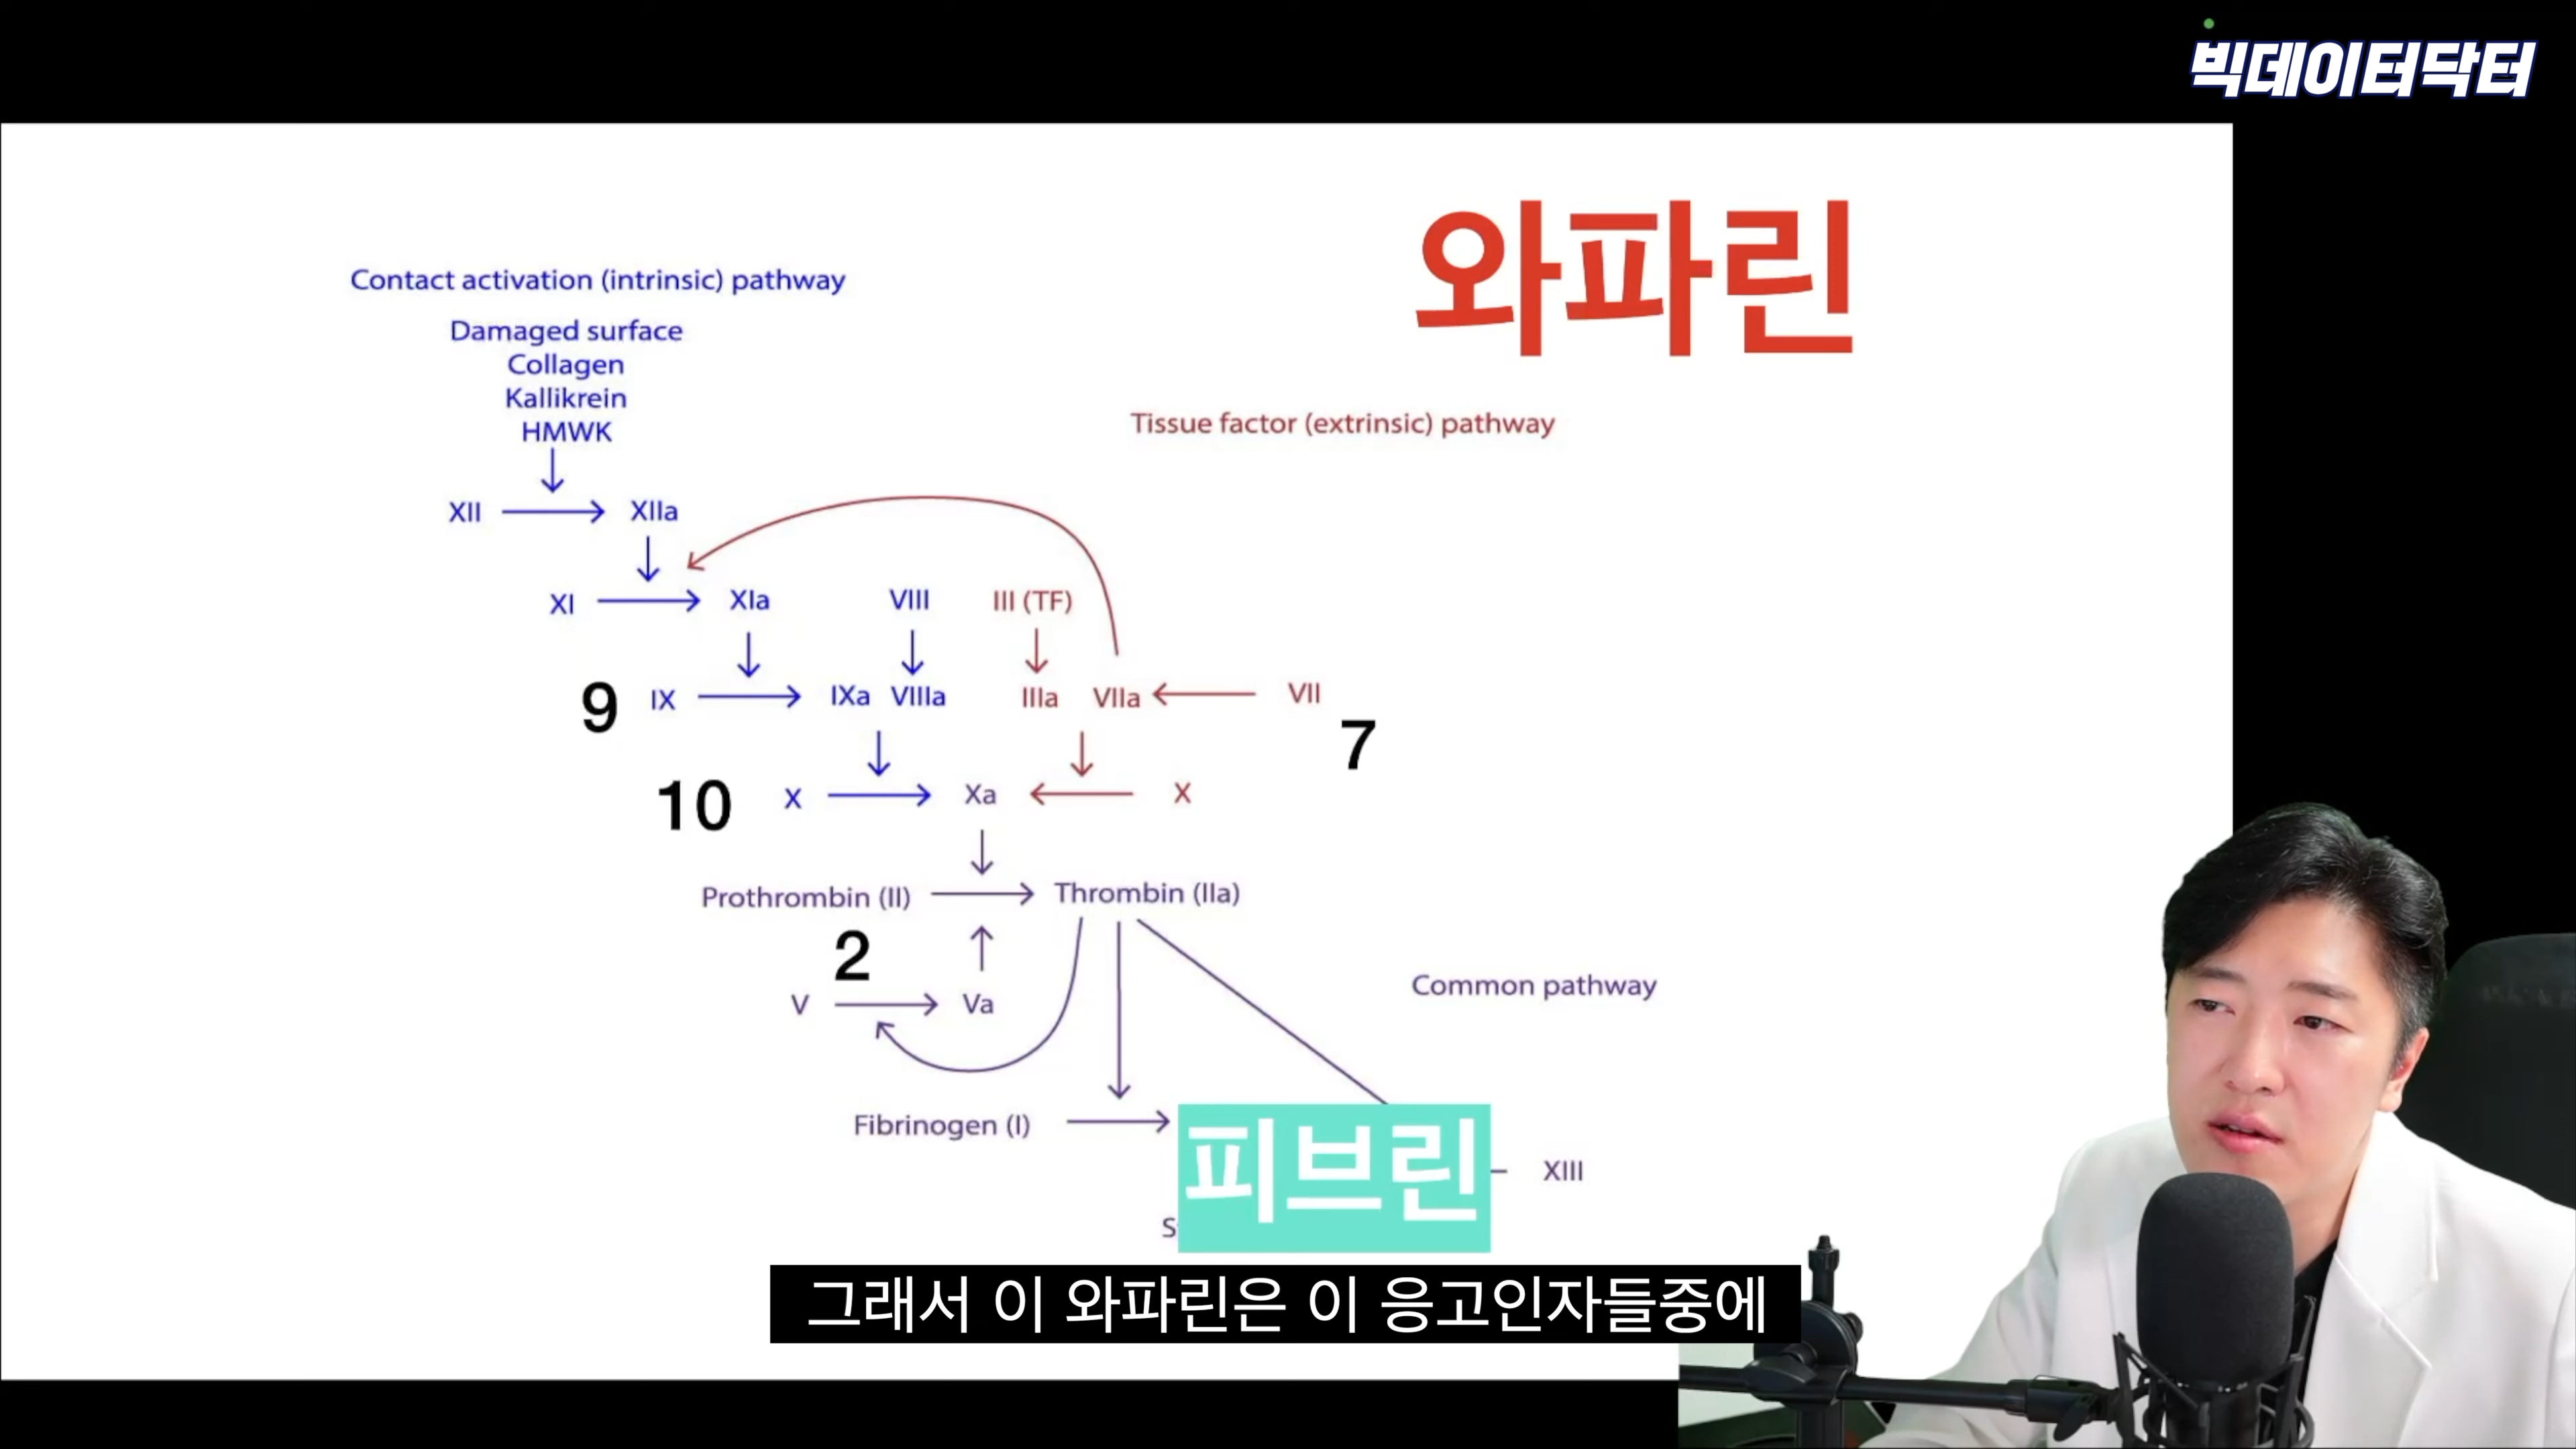 빅데이터닥터
와파린
Contact activation (intrinsic) pathway
Damaged surface
Collagen
Kallikrein
HMWK
Tissue factor (extrinsic) pathway
XII XIIa
XI XIa VIII III (TF)
9 IX IXa VIIIa IIIa VIIa VII 7
10 X Xa X
Prothrombin (II) Thrombin (IIa)
2
V Va
Common pathway
Fibrinogen (I) 피브린
XIII
그래서 이 와파린은 이 응고인자들중에